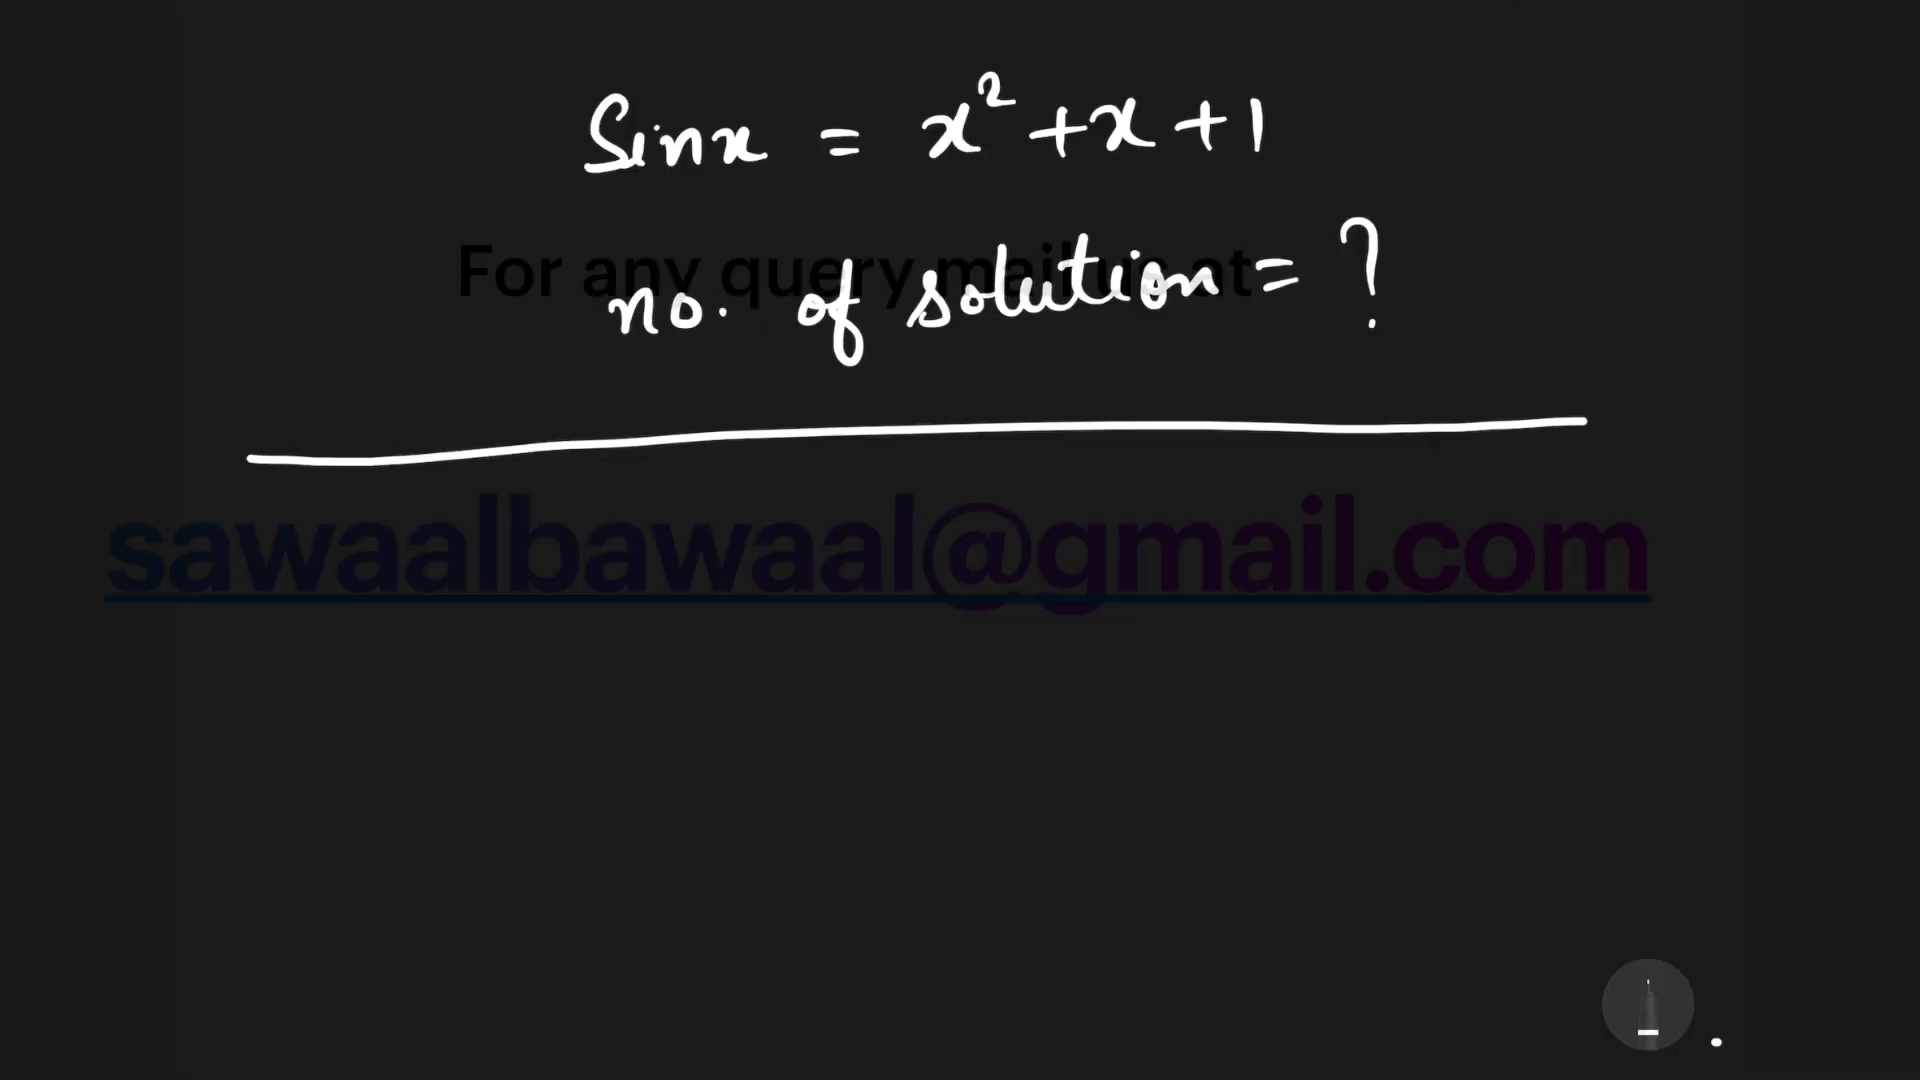 Sinx = x²+x+1
For any query mail us at
no. of solution = ?
sawaalbawaal@gmail.com